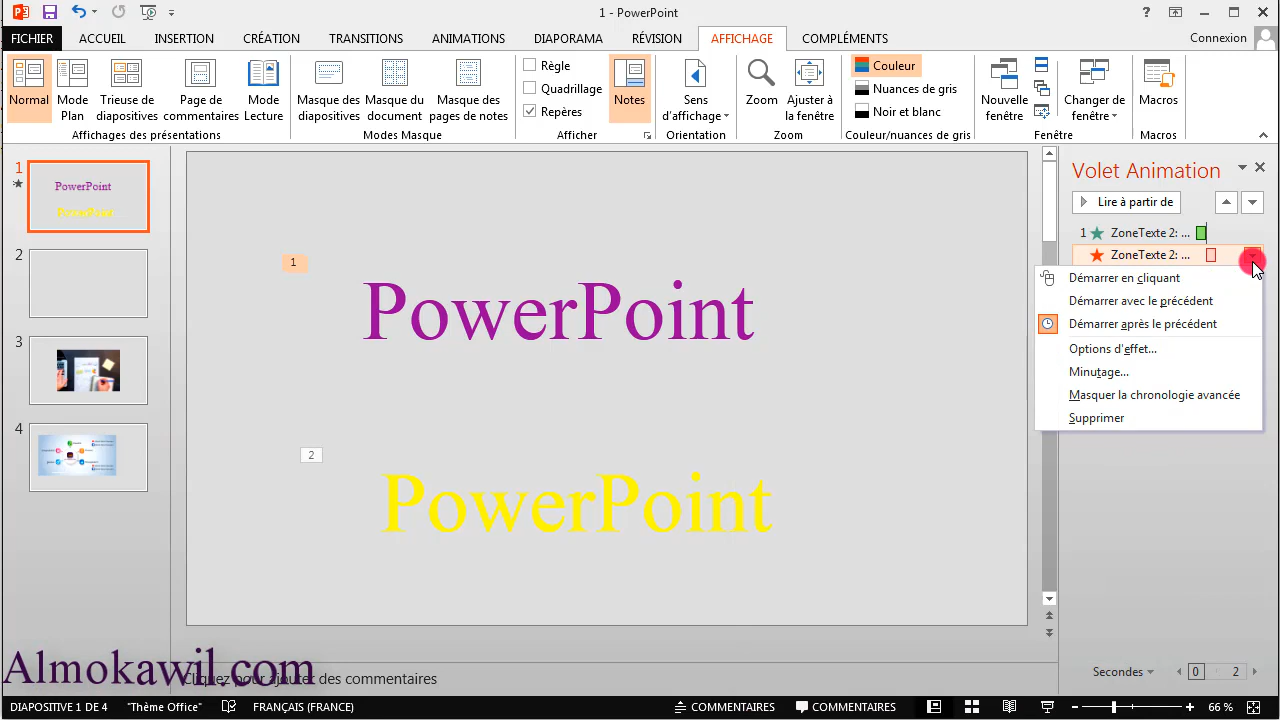 1 - PowerPoint
?
FICHIER ACCUEIL INSERTION CRÉATION TRANSITIONS ANIMATIONS DIAPORAMA RÉVISION AFFICHAGE COMPLÉMENTS Connexion
Normal
Mode Plan
Trieuse de diapositives
Page de commentaires
Mode Lecture
Affichages des présentations
Masque des diapositives
Masque du document
Masque des pages de notes
Modes Masque
Règle
Quadrillage
Repères
Notes
Afficher
Sens d'affichage
Orientation
Zoom
Ajuster à la fenêtre
Zoom
Couleur
Nuances de gris
Noir et blanc
Couleur/nuances de gris
Nouvelle fenêtre
Changer de fenêtre
Fenêtre
Macros
Macros
1
PowerPoint
PowerPoint
2
3
4
1
PowerPoint
2
PowerPoint
Cliquez pour ajouter des commentaires
Almokawil.com
Volet Animation
Lire à partir de
1 ZoneTexte 2: ...
ZoneTexte 2: ...
Démarrer en cliquant
Démarrer avec le précédent
Démarrer après le précédent
Options d'effet...
Minutage...
Masquer la chronologie avancée
Supprimer
Secondes 0 2
DIAPOSITIVE 1 DE 4 "Thème Office" FRANÇAIS (FRANCE) COMMENTAIRES COMMENTAIRES 66 %